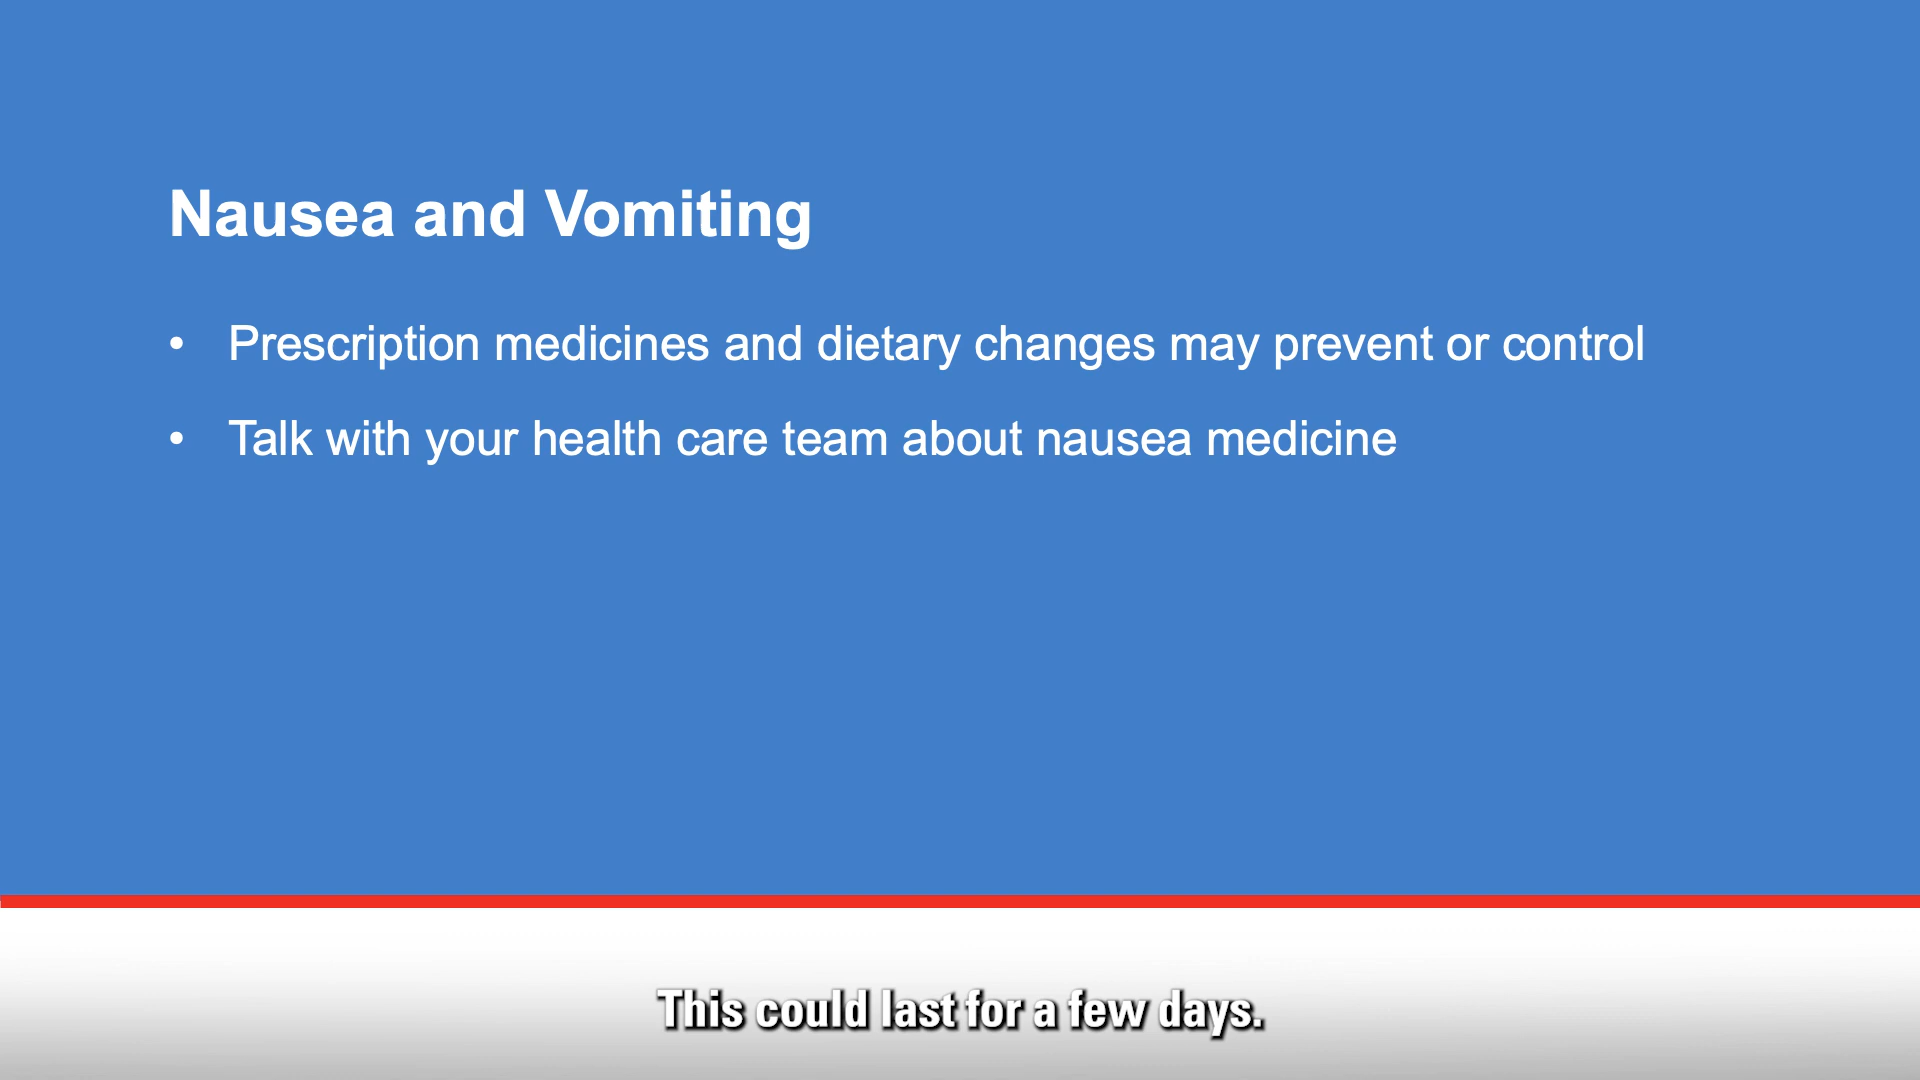 Nausea and Vomiting
• Prescription medicines and dietary changes may prevent or control
• Talk with your health care team about nausea medicine
This could last for a few days.